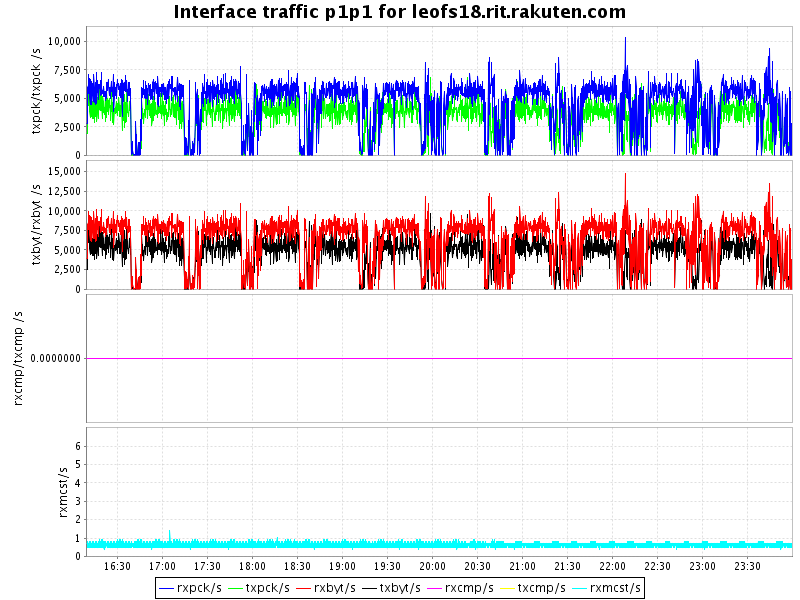 Interface traffic p1p1 for leofs18.rit.rakuten.com
txpck/txpck /s
10,000
7,500
5,000
2,500
0
txbyt/rxbyt /s
15,000
12,500
10,000
7,500
5,000
2,500
0
rxcmp/txcmp /s
0.0000000
rxmcst/s
6
5
4
3
2
1
0
16:30 17:00 17:30 18:00 18:30 19:00 19:30 20:00 20:30 21:00 21:30 22:00 22:30 23:00 23:30
rxpck/s txpck/s rxbyt/s txbyt/s rxcmp/s txcmp/s rxmcst/s